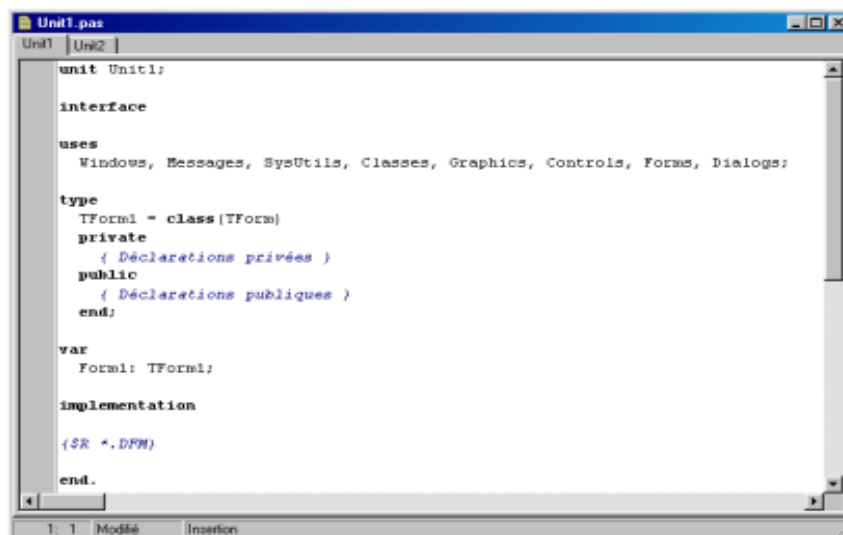 Unit1.pas
Unit1 Unit2
unit Unit1;
interface
uses
Windows, Messages, SysUtils, Classes, Graphics, Controls, Forms, Dialogs;
type
TForm1 = class(TForm)
private
{ Déclarations privées }
public
{ Déclarations publiques }
end;
var
Form1: TForm1;
implementation
{$R *.DFM}
end.
1: 1 Modifié Insertion